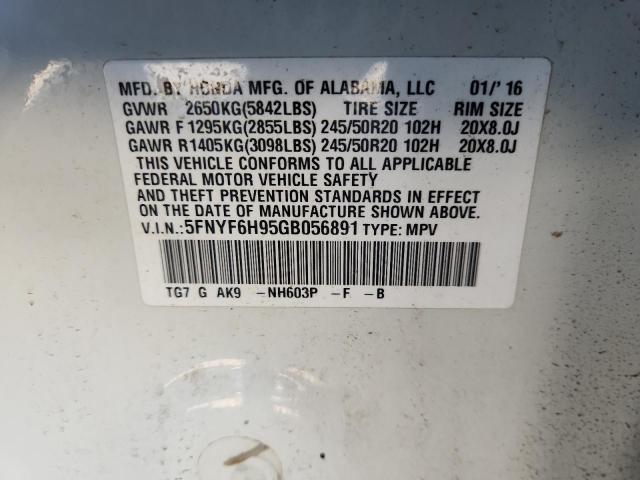 MFD. BY HONDA MFG. OF ALABAMA, LLC 01/'16
GVWR 2650KG(5842LBS) TIRE SIZE RIM SIZE
GAWR F 1295KG(2855LBS) 245/50R20 102H 20X8.0J
GAWR R1405KG(3098LBS) 245/50R20 102H 20X8.0J
THIS VEHICLE CONFORMS TO ALL APPLICABLE
FEDERAL MOTOR VEHICLE SAFETY
AND THEFT PREVENTION STANDARDS IN EFFECT
ON THE DATE OF MANUFACTURE SHOWN ABOVE.
V.I.N.:5FNYF6H95GB056891 TYPE: MPV
TG7 G AK9 -NH603P -F -B